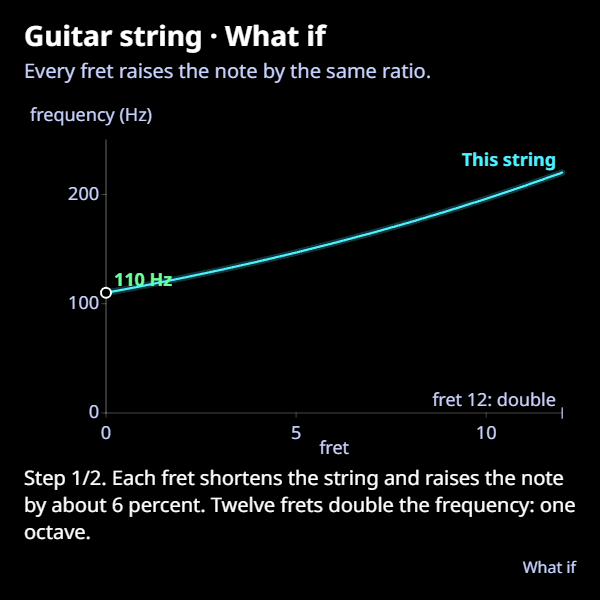 Guitar string · What if
Every fret raises the note by the same ratio.
frequency (Hz)
This string
200
110 Hz
100
fret 12: double
0
0 5 10
fret
Step 1/2. Each fret shortens the string and raises the note
by about 6 percent. Twelve frets double the frequency: one
octave.
What if